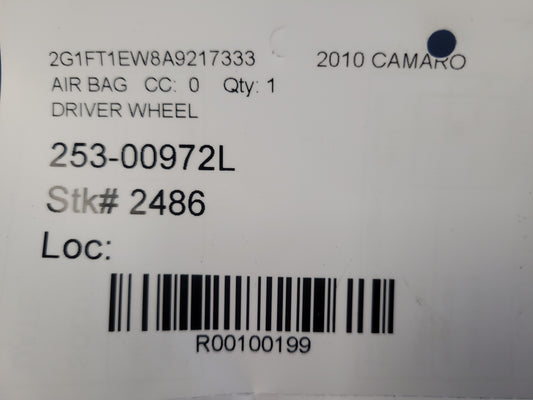 2G1FT1EW8A9217333 2010 CAMARO
AIR BAG CC: 0 Qty: 1
DRIVER WHEEL
253-00972L
Stk# 2486
Loc:
R00100199